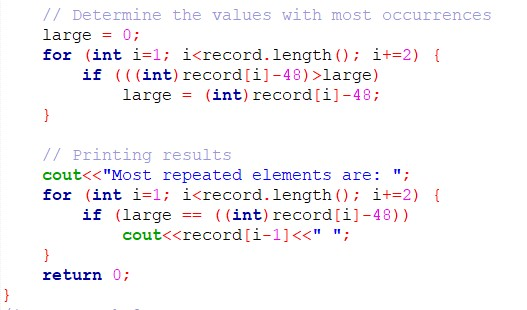 // Determine the values with most occurrences
large = 0;
for (int i=1; i<record.length(); i+=2) {
if (((int)record[i]-48)>large)
large = (int)record[i]-48;
}
// Printing results
cout<<"Most repeated elements are: ";
for (int i=1; i<record.length(); i+=2) {
if (large == ((int)record[i]-48))
cout<<record[i-1]<<" ";
}
return 0;
}